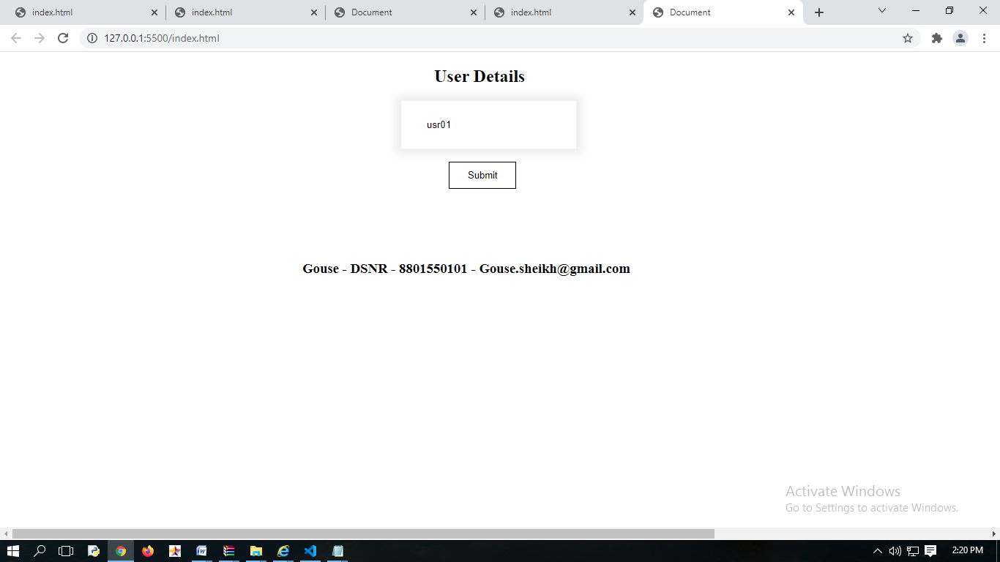 index.html
index.html
Document
index.html
Document
127.0.0.1:5500/index.html
User Details
usr01
Submit
Gouse - DSNR - 8801550101 - Gouse.sheikh@gmail.com
Activate Windows
Go to Settings to activate Windows.
2:20 PM